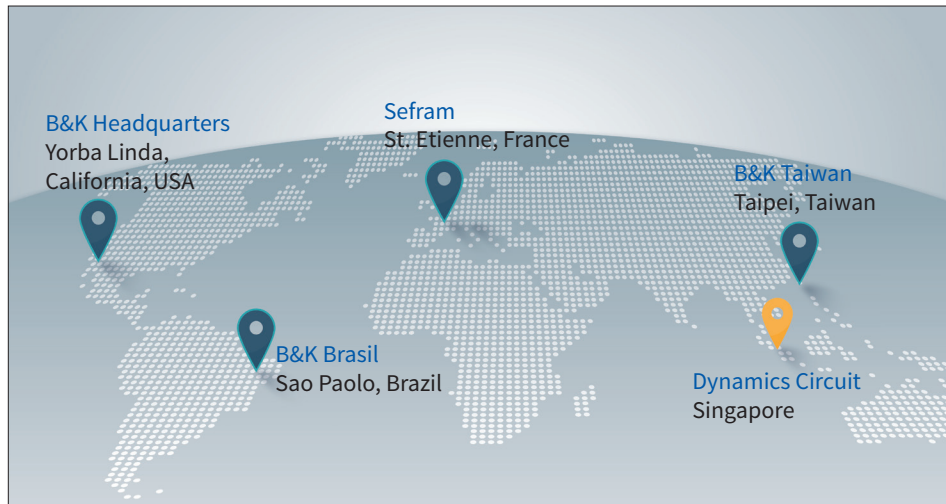 B&K Headquarters
Yorba Linda,
California, USA
Sefram
St. Etienne, France
B&K Taiwan
Taipei, Taiwan
B&K Brasil
Sao Paolo, Brazil
Dynamics Circuit
Singapore